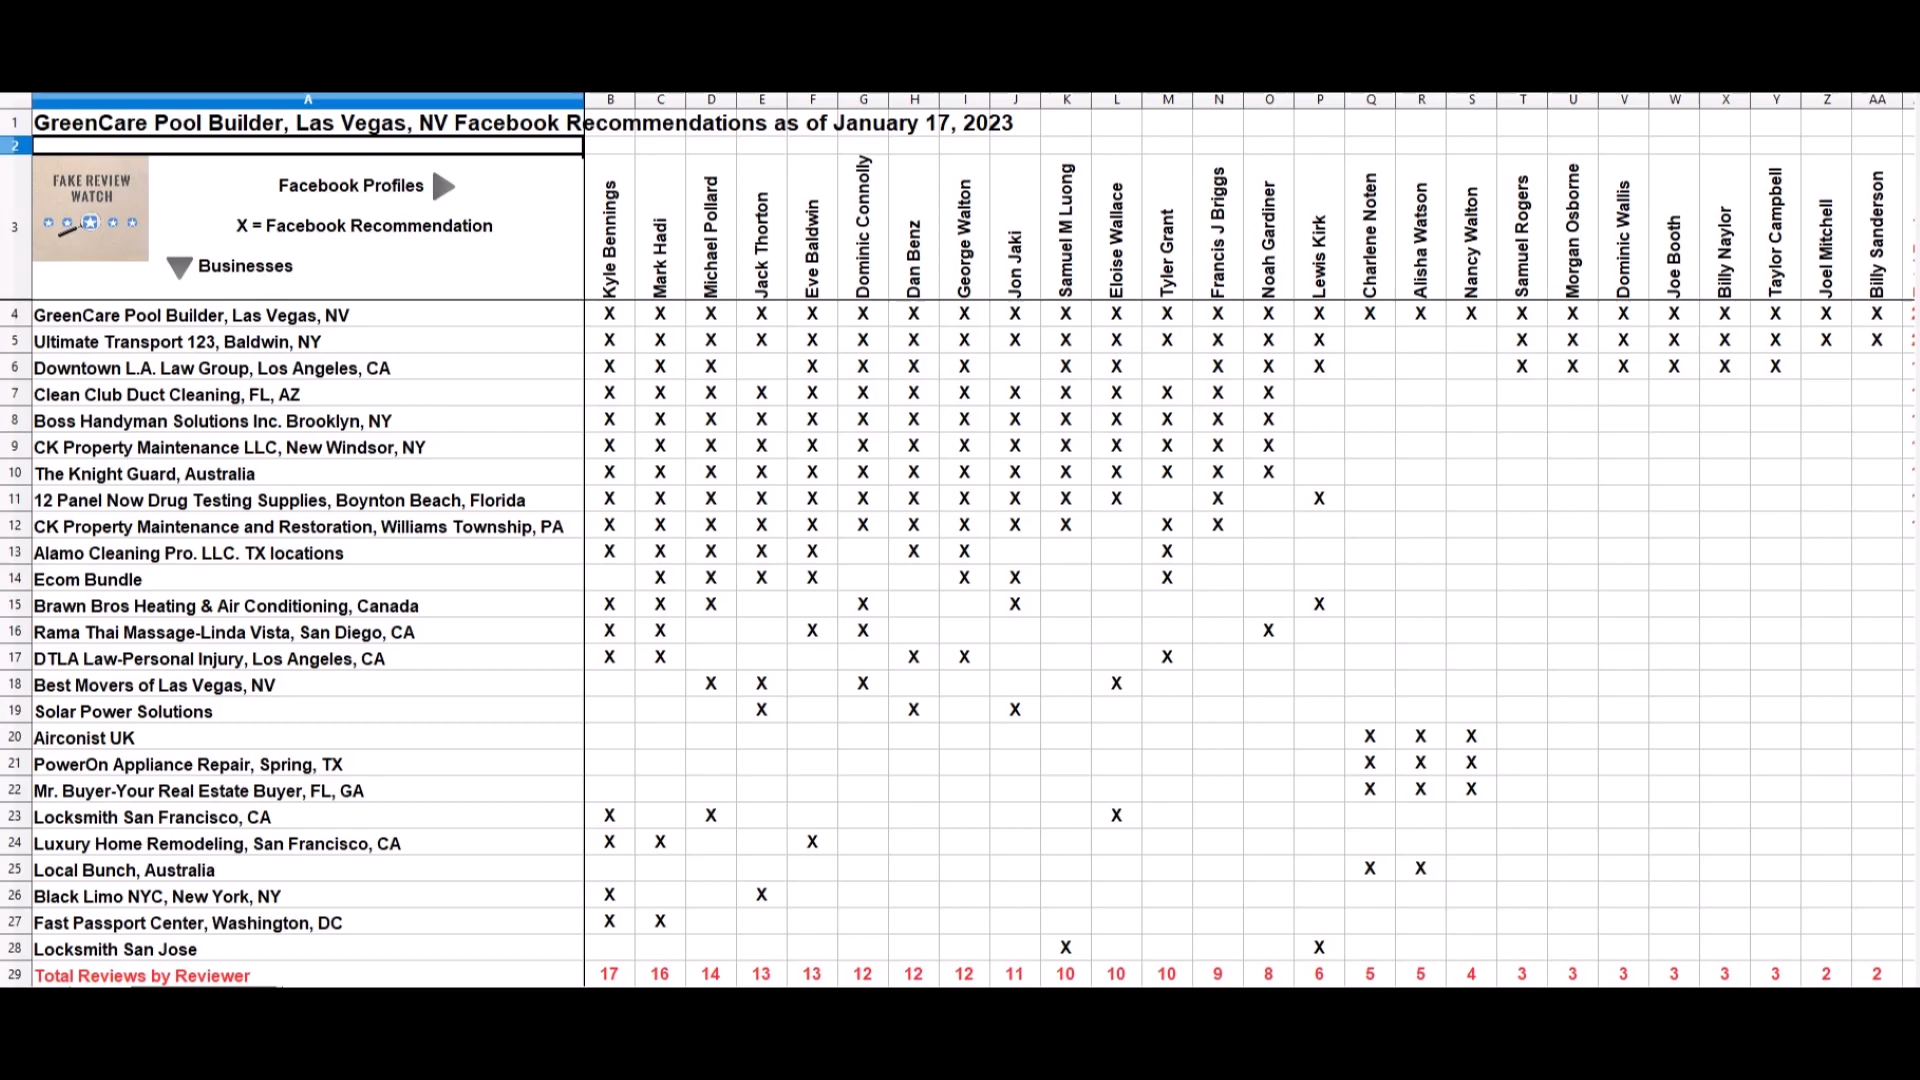 A B C D E F G H I J K L M N O P Q R S T U V W X Y Z AA
1 GreenCare Pool Builder, Las Vegas, NV Facebook Recommendations as of January 17, 2023
2
FAKE REVIEW
WATCH
Facebook Profiles
X = Facebook Recommendation
Businesses
3 Kyle Bennings Mark Hadi Michael Pollard Jack Thorton Eve Baldwin Dominic Connolly Dan Benz George Walton Jon Jaki Samuel M Luong Eloise Wallace Tyler Grant Francis J Briggs Noah Gardiner Lewis Kirk Charlene Noten Alisha Watson Nancy Walton Samuel Rogers Morgan Osborne Dominic Wallis Joe Booth Billy Naylor Taylor Campbell Joel Mitchell Billy Sanderson
4 GreenCare Pool Builder, Las Vegas, NV X X X X X X X X X X X X X X X X X X X X X X X X X X
5 Ultimate Transport 123, Baldwin, NY X X X X X X X X X X X X X X X X X X X X X X X
6 Downtown L.A. Law Group, Los Angeles, CA X X X X X X X X X X X X X X X X X X
7 Clean Club Duct Cleaning, FL, AZ X X X X X X X X X X X X X X
8 Boss Handyman Solutions Inc. Brooklyn, NY X X X X X X X X X X X X X X
9 CK Property Maintenance LLC, New Windsor, NY X X X X X X X X X X X X X X
10 The Knight Guard, Australia X X X X X X X X X X X X X X
11 12 Panel Now Drug Testing Supplies, Boynton Beach, Florida X X X X X X X X X X X X X
12 CK Property Maintenance and Restoration, Williams Township, PA X X X X X X X X X X X X
13 Alamo Cleaning Pro. LLC. TX locations X X X X X X X X
14 Ecom Bundle X X X X X X X
15 Brawn Bros Heating & Air Conditioning, Canada X X X X X X
16 Rama Thai Massage-Linda Vista, San Diego, CA X X X X X
17 DTLA Law-Personal Injury, Los Angeles, CA X X X X X
18 Best Movers of Las Vegas, NV X X X X
19 Solar Power Solutions X X X
20 Airconist UK X X X
21 PowerOn Appliance Repair, Spring, TX X X X
22 Mr. Buyer-Your Real Estate Buyer, FL, GA X X X
23 Locksmith San Francisco, CA X X X
24 Luxury Home Remodeling, San Francisco, CA X X X
25 Local Bunch, Australia X X
26 Black Limo NYC, New York, NY X X
27 Fast Passport Center, Washington, DC X X
28 Locksmith San Jose X X
29 Total Reviews by Reviewer 17 16 14 13 13 12 12 12 11 10 10 10 9 8 6 5 5 4 3 3 3 3 3 3 2 2